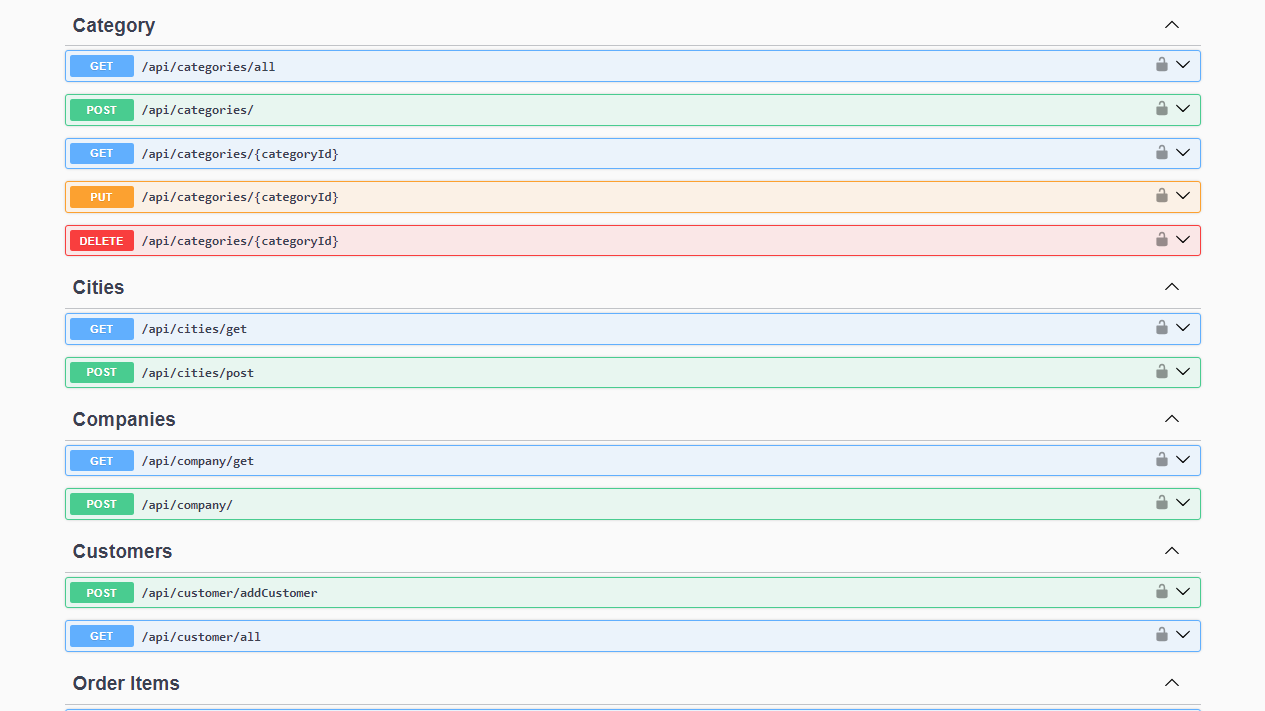 Category
GET /api/categories/all
POST /api/categories/
GET /api/categories/{categoryId}
PUT /api/categories/{categoryId}
DELETE /api/categories/{categoryId}
Cities
GET /api/cities/get
POST /api/cities/post
Companies
GET /api/company/get
POST /api/company/
Customers
POST /api/customer/addCustomer
GET /api/customer/all
Order Items